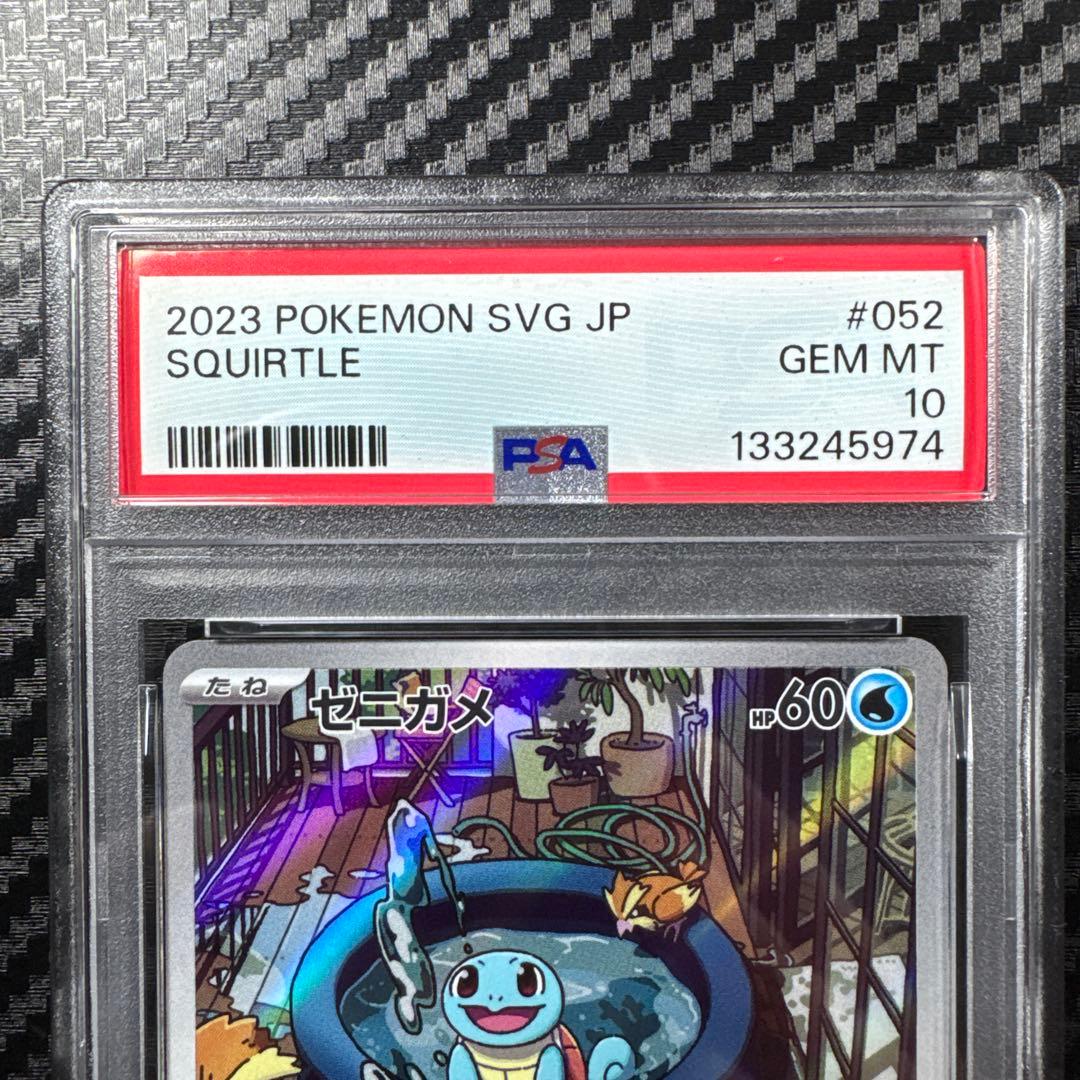 2023 POKEMON SVG JP #052
SQUIRTLE GEM MT
10
PSA 133245974
たね ゼニガメ HP60